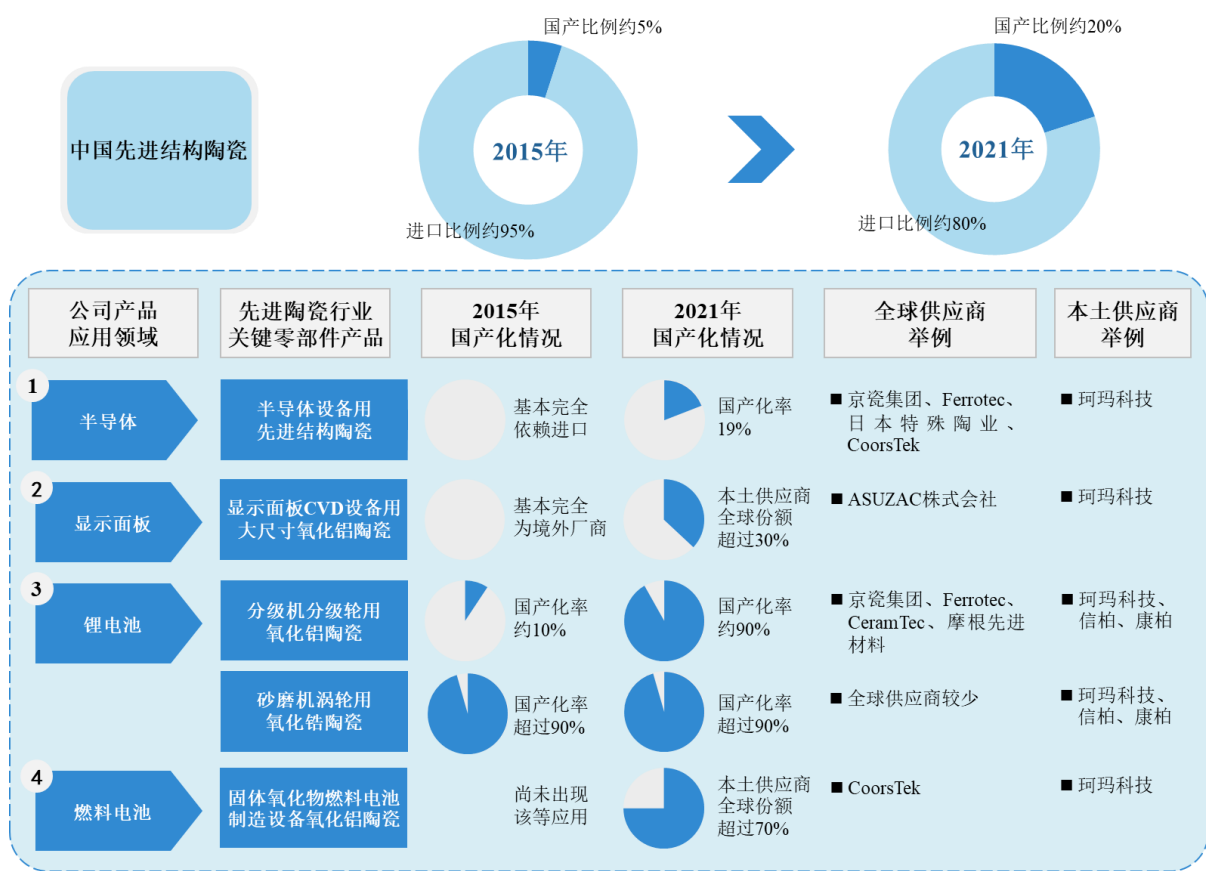 国产比例约5%
国产比例约20%
中国先进结构陶瓷
2015年
2021年
进口比例约95%
进口比例约80%
公司产品
应用领域
先进陶瓷行业
关键零部件产品
2015年
国产化情况
2021年
国产化情况
全球供应商
举例
本土供应商
举例
1
半导体
半导体设备用
先进结构陶瓷
基本完全
依赖进口
国产化率
19%
■ 京瓷集团、Ferrotec、
日本特殊陶业、
CoorsTek
■ 珂玛科技
2
显示面板
显示面板CVD设备用
大尺寸氧化铝陶瓷
基本完全
为境外厂商
本土供应商
全球份额
超过30%
■ ASUZAC株式会社
■ 珂玛科技
3
锂电池
分级机分级轮用
氧化铝陶瓷
国产化率
约10%
国产化率
约90%
■ 京瓷集团、Ferrotec、
CeramTec、摩根先进
材料
■ 珂玛科技、
信柏、康柏
砂磨机涡轮用
氧化锆陶瓷
国产化率
超过90%
国产化率
超过90%
■ 全球供应商较少
■ 珂玛科技、
信柏、康柏
4
燃料电池
固体氧化物燃料电池
制造设备氧化铝陶瓷
尚未出现
该等应用
本土供应商
全球份额
超过70%
■ CoorsTek
■ 珂玛科技